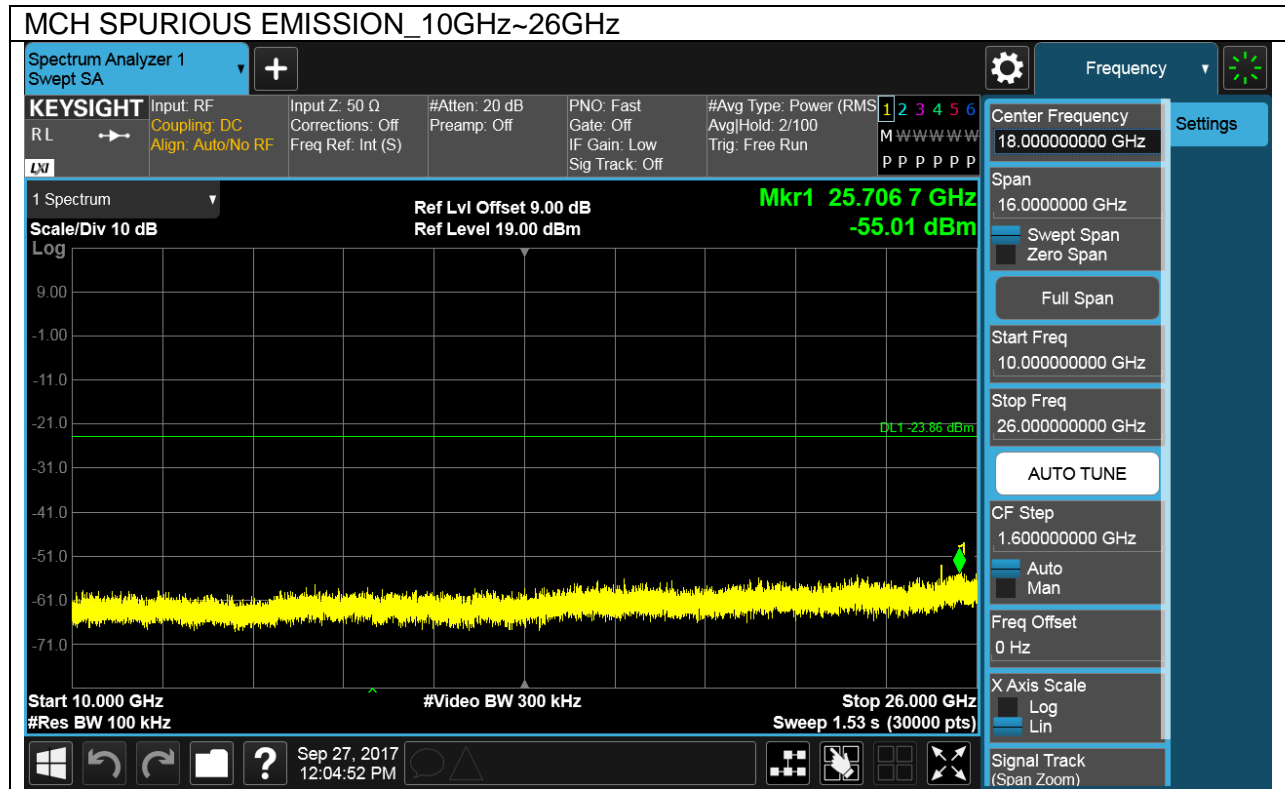 MCH SPURIOUS EMISSION_10GHz~26GHz
Spectrum Analyzer 1
Swept SA
+
Frequency
KEYSIGHT
RL
LXI
Input: RF
Coupling: DC
Align: Auto/No RF
Input Z: 50 Ω
Corrections: Off
Freq Ref: Int (S)
#Atten: 20 dB
Preamp: Off
PNO: Fast
Gate: Off
IF Gain: Low
Sig Track: Off
#Avg Type: Power (RMS
Avg|Hold: 2/100
Trig: Free Run
1 2 3 4 5 6
M W W W W W
P P P P P P
1 Spectrum
Scale/Div 10 dB
Log
Ref Lvl Offset 9.00 dB
Ref Level 19.00 dBm
Mkr1 25.706 7 GHz
-55.01 dBm
9.00
-1.00
-11.0
-21.0
DL1 -23.86 dBm
-31.0
-41.0
-51.0
1
-61.0
-71.0
Start 10.000 GHz
#Res BW 100 kHz
#Video BW 300 kHz
Stop 26.000 GHz
Sweep 1.53 s (30000 pts)
Center Frequency
18.000000000 GHz
Settings
Span
16.0000000 GHz
Swept Span
Zero Span
Full Span
Start Freq
10.000000000 GHz
Stop Freq
26.000000000 GHz
AUTO TUNE
CF Step
1.600000000 GHz
Auto
Man
Freq Offset
0 Hz
X Axis Scale
Log
Lin
Signal Track
(Span Zoom)
?
Sep 27, 2017
12:04:52 PM